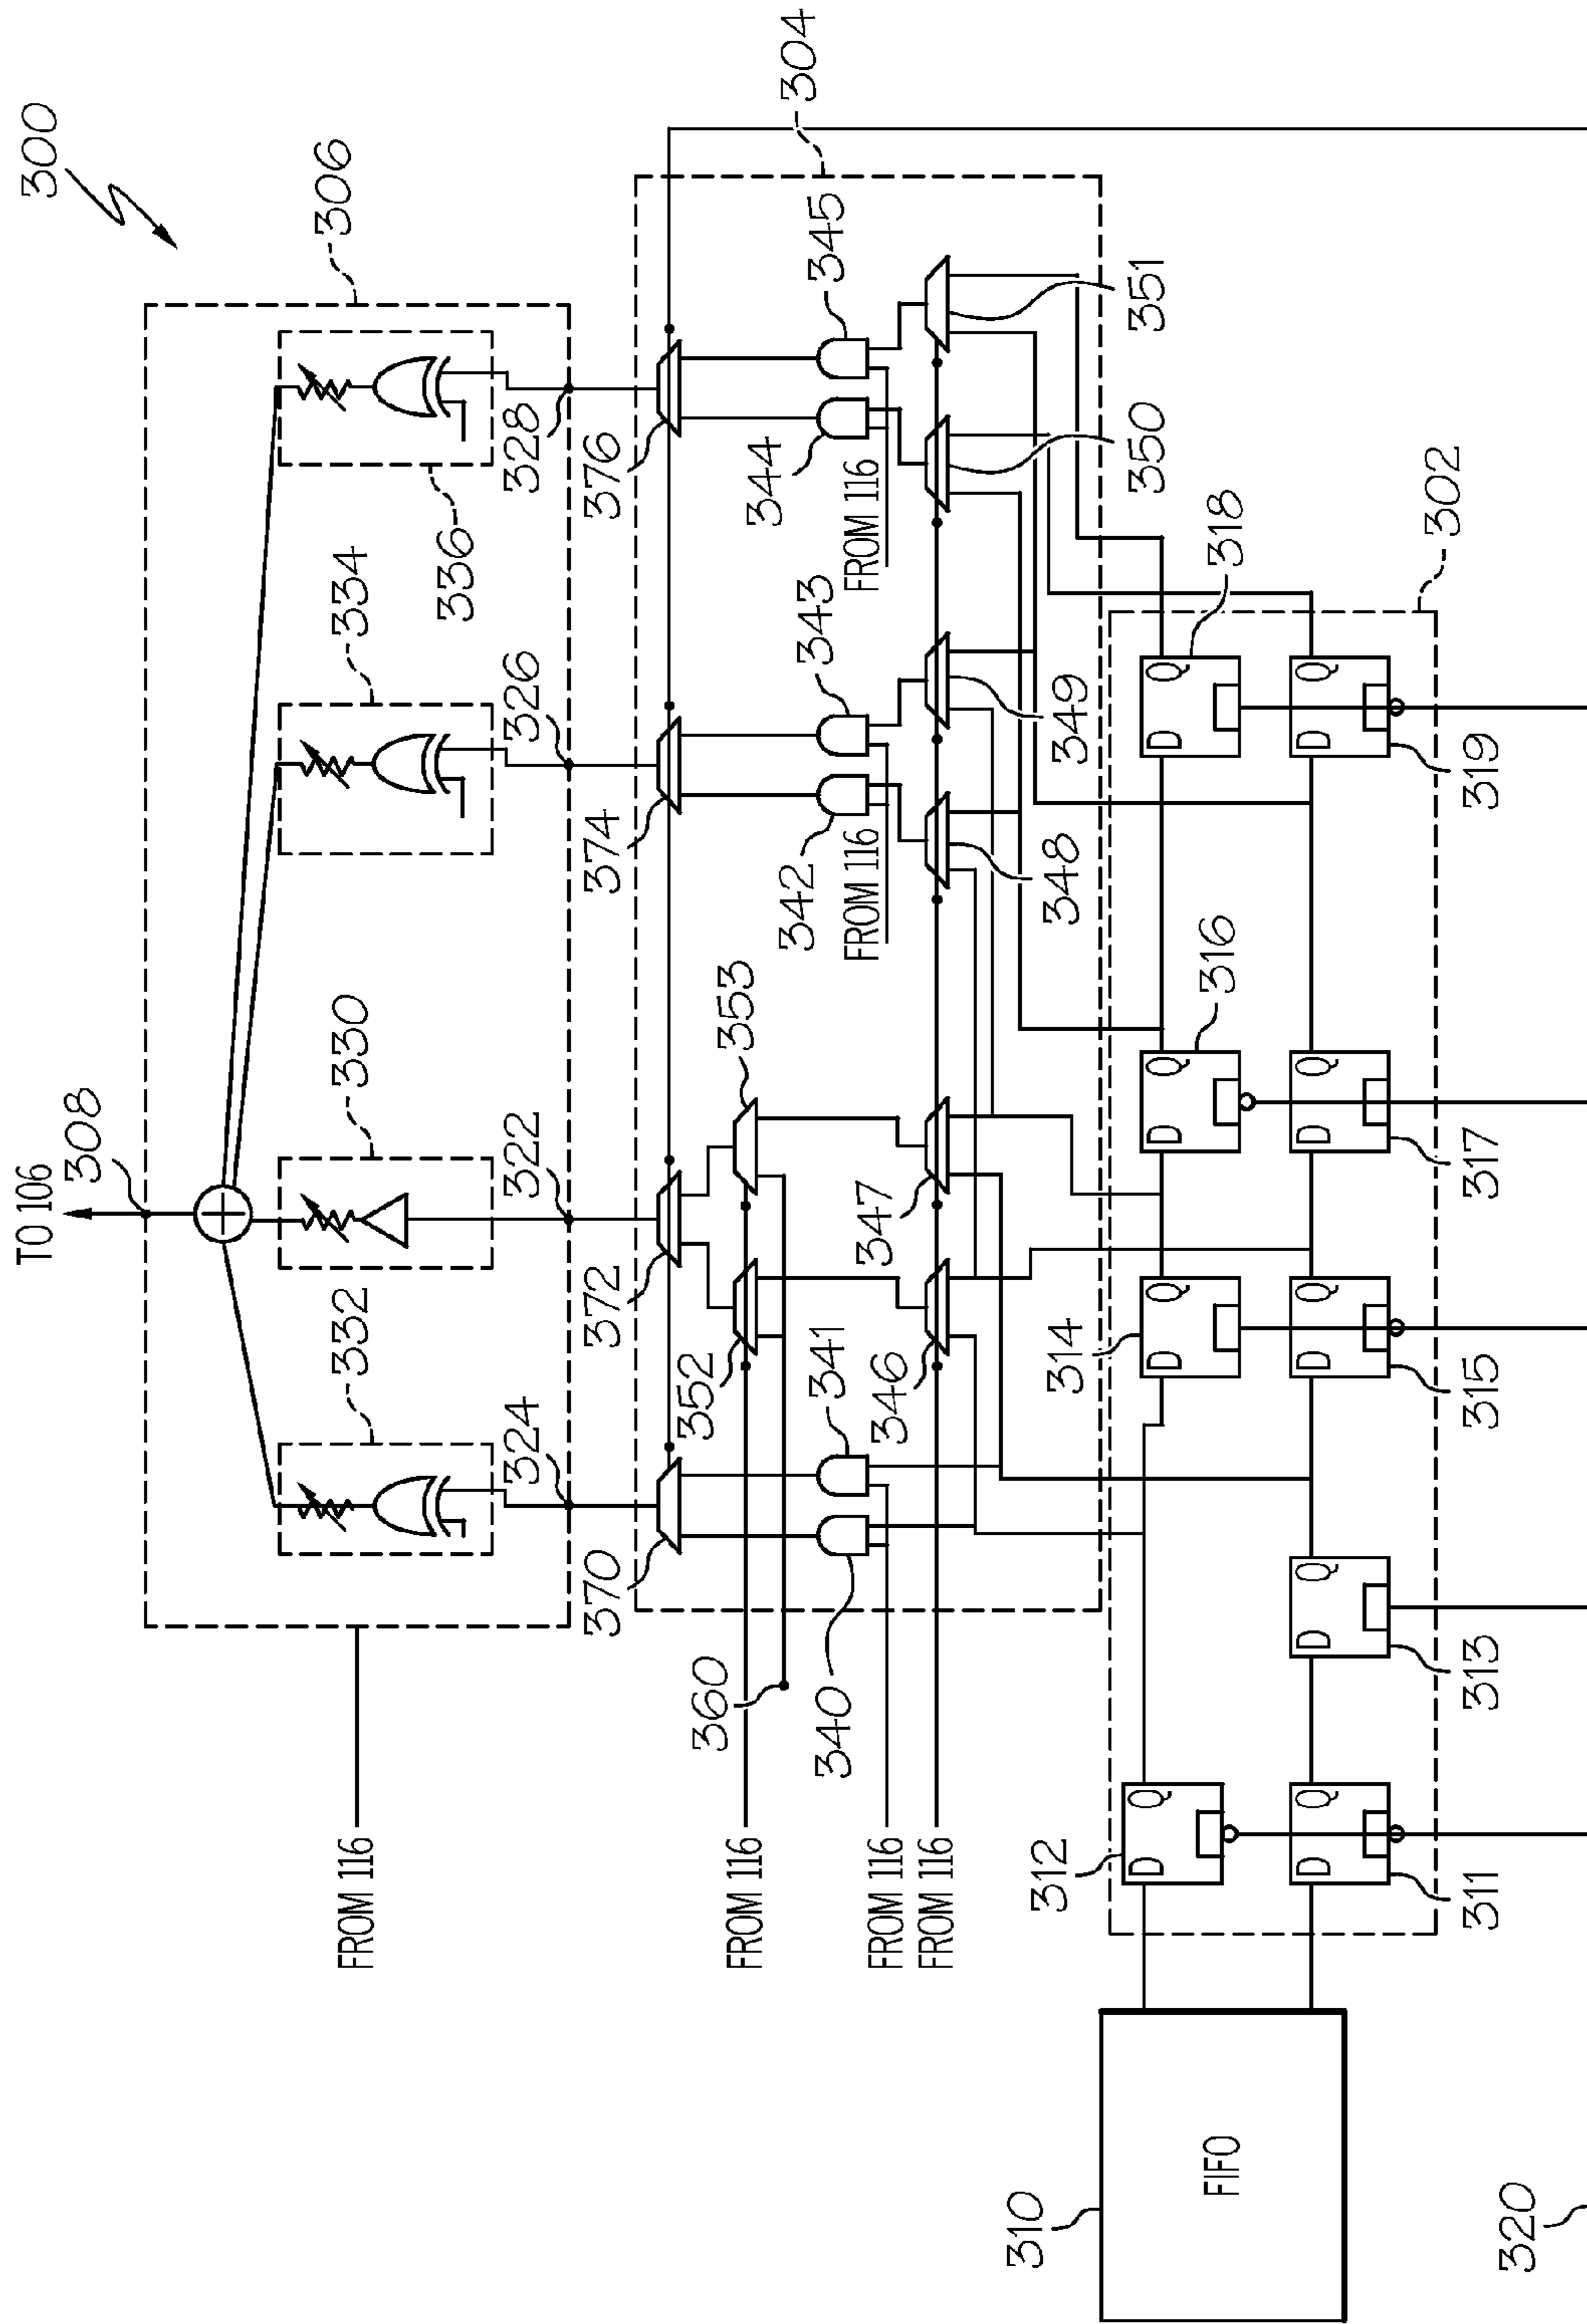 300
TO 106
308
306
332
330
334
336
324
322
326
328
FROM 116
304
370
372
374
376
360
352
353
340
341
342
343
344
345
FROM 116
FROM 116
FROM 116
FROM 116
FROM 116
346
347
348
349
350
351
302
312
D Q
314
D Q
316
D Q
318
D Q
311
D Q
313
D Q
315
D Q
317
D Q
319
D Q
310
FIFO
320